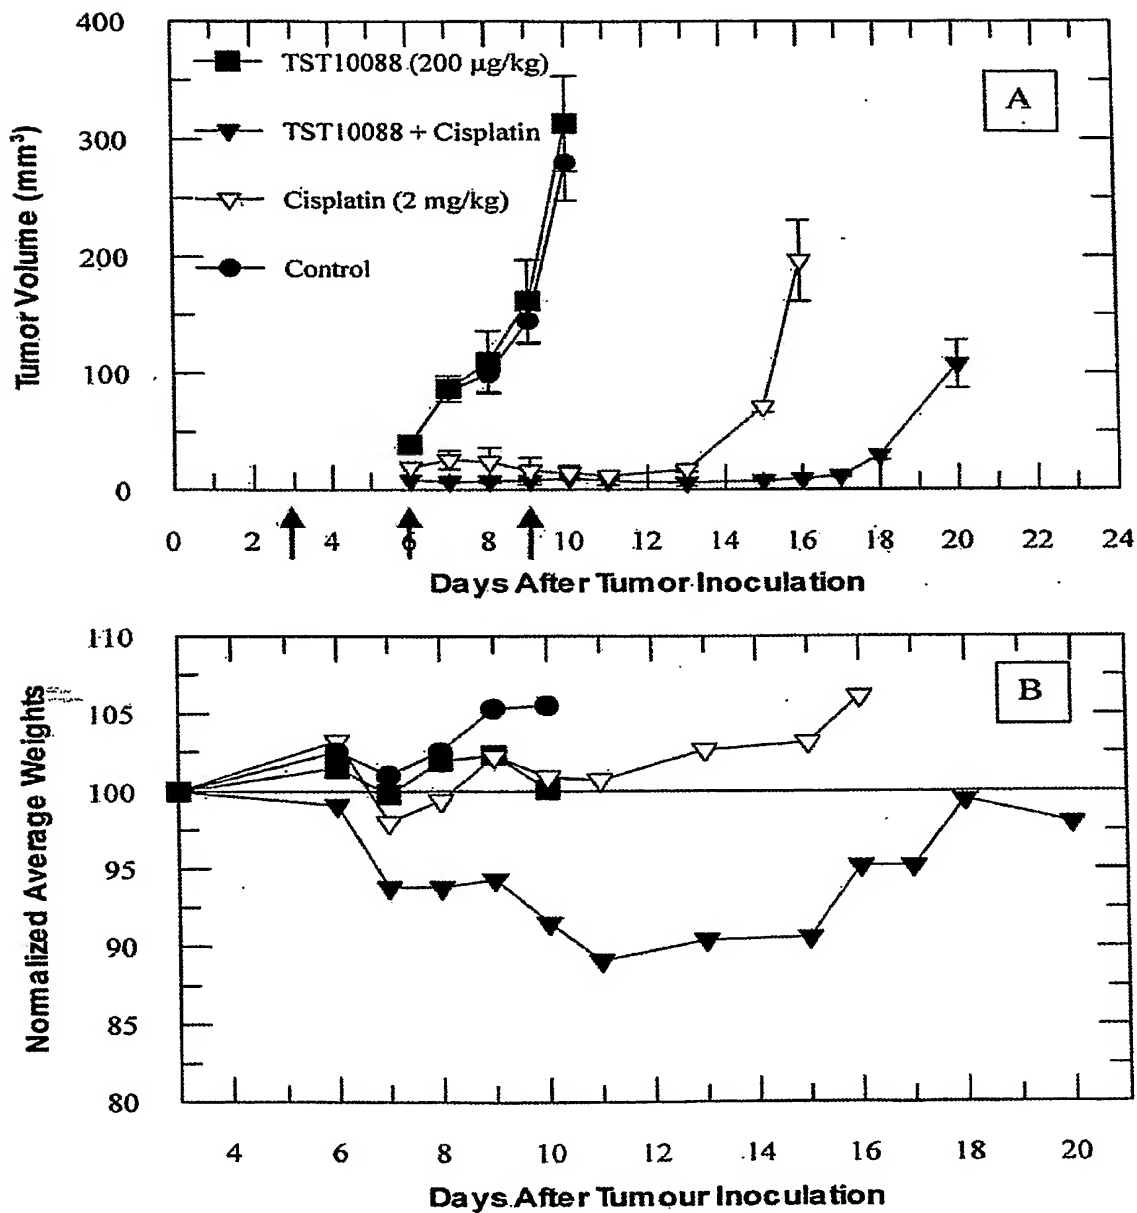 400
300
200
100
0
Tumor Volume (mm³)
TST10088 (200 µg/kg)
TST10088 + Cisplatin
Cisplatin (2 mg/kg)
Control
A
0 2 4 6 8 10 12 14 16 18 20 22 24
Days After Tumor Inoculation
110
105
100
95
90
85
80
Normalized Average Weights
B
4 6 8 10 12 14 16 18 20
Days After Tumour Inoculation